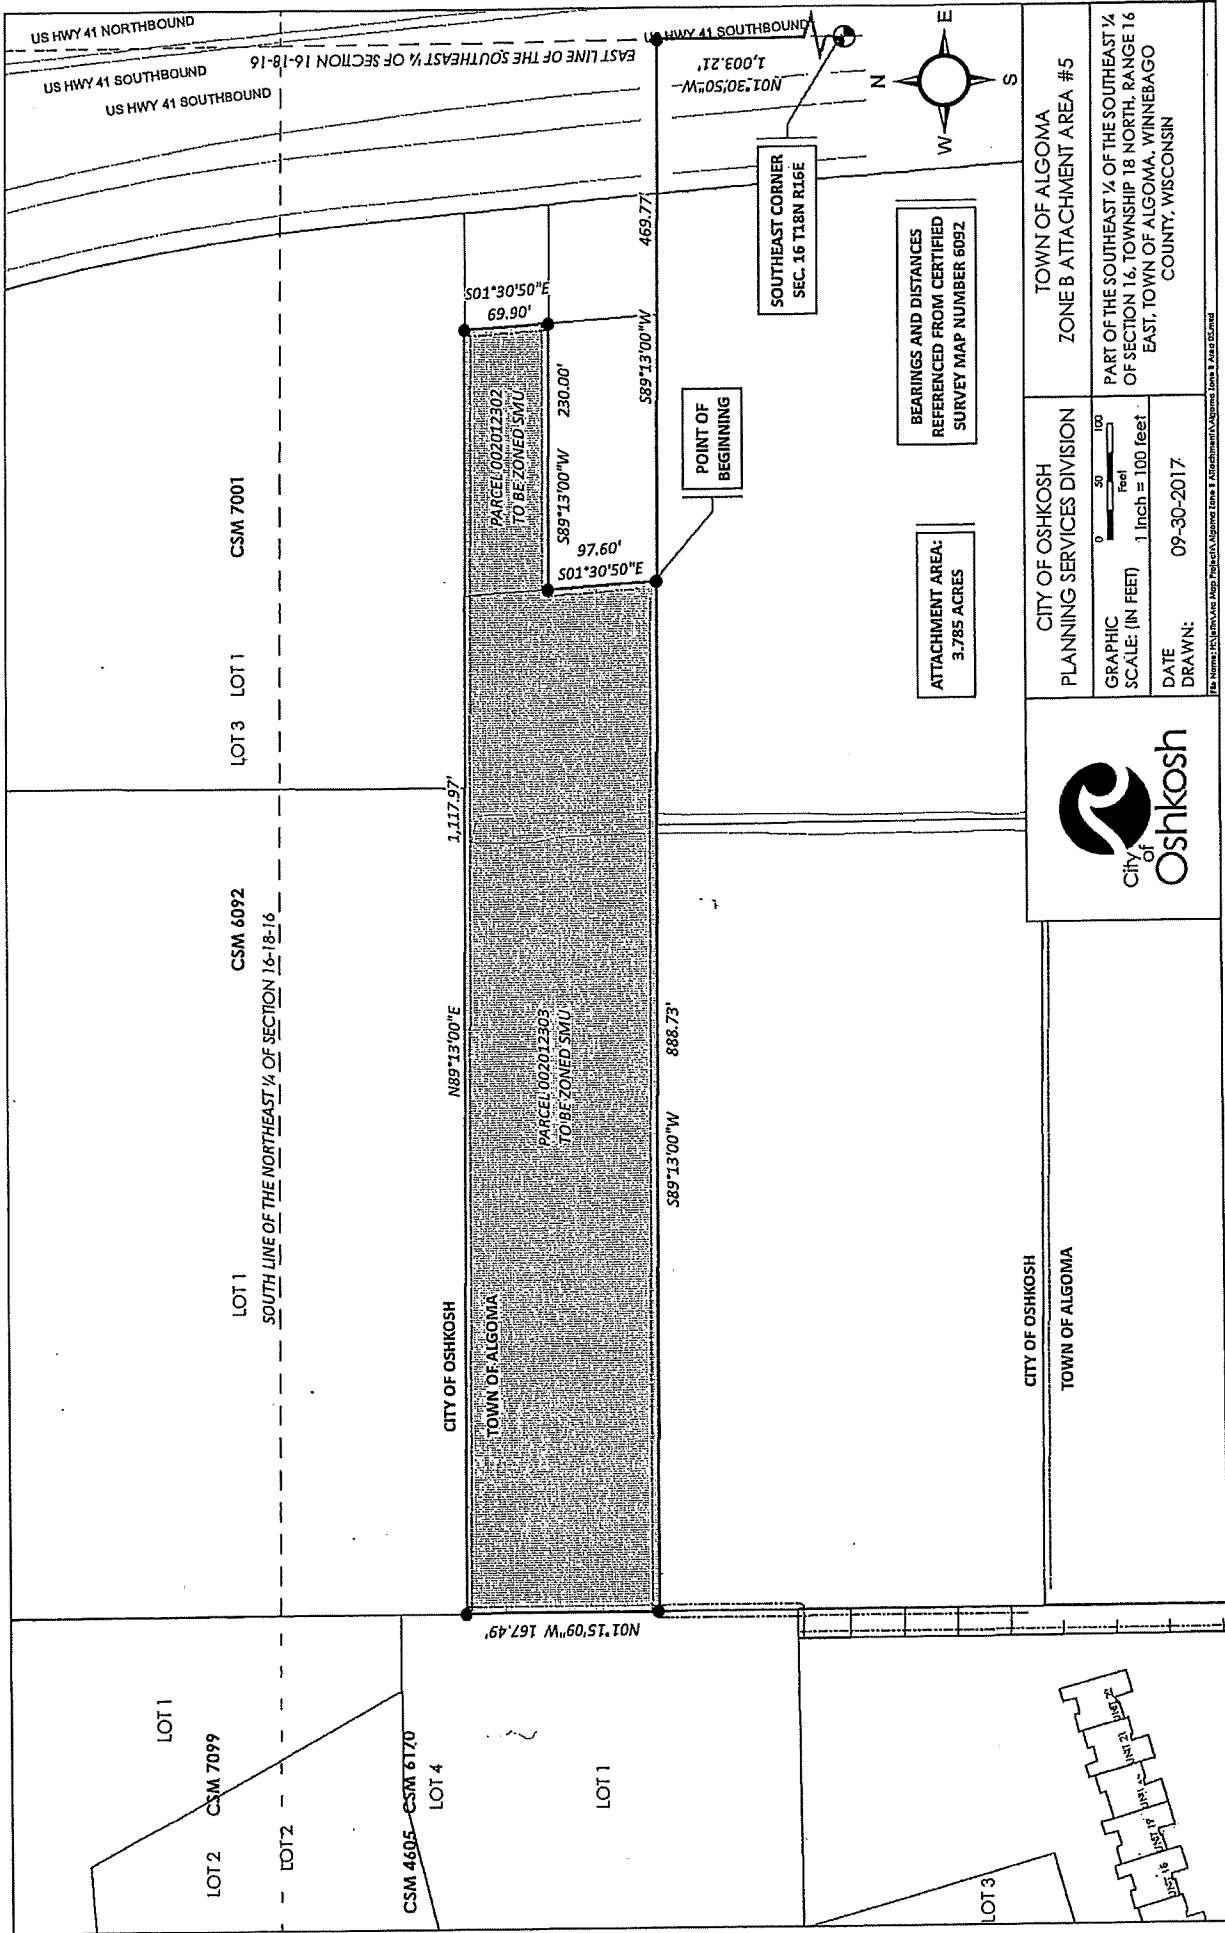 US HWY 41 NORTHBOUND
US HWY 41 SOUTHBOUND
US HWY 41 SOUTHBOUND
EAST LINE OF THE SOUTHEAST ¼ OF SECTION 16-18-16
US HWY 41 SOUTHBOUND
N01°30'50"W
1,003.21'
LOT 1
CSM 7099
LOT 2
LOT 2
CSM 4605
CSM 6170
LOT 4
LOT 1
LOT 3
LOT 1
CSM 6092
SOUTH LINE OF THE NORTHEAST ¼ OF SECTION 16-18-16
LOT 3
LOT 1
CSM 7001
CITY OF OSHKOSH
TOWN OF ALGOMA
N89°13'00"E
1,117.97'
S01°30'50"E
69.90'
PARCEL 002012302
TO BE ZONED SMU
S89°13'00"W
230.00'
97.60'
S01°30'50"E
PARCEL 002012303
TO BE ZONED SMU
N01°15'09"W 167.49'
S89°13'00"W
888.73'
S89°13'00"W
469.77'
POINT OF
BEGINNING
SOUTHEAST CORNER
SEC. 16 T18N R16E
N
E
S
W
ATTACHMENT AREA:
3.785 ACRES
BEARINGS AND DISTANCES
REFERENCED FROM CERTIFIED
SURVEY MAP NUMBER 6092
CITY OF OSHKOSH
TOWN OF ALGOMA
UNIT 16
UNIT 19
UNIT 21
UNIT 22
City
of
Oshkosh
CITY OF OSHKOSH
PLANNING SERVICES DIVISION
GRAPHIC
SCALE: (IN FEET)
0 50 100
Feet
1 Inch = 100 feet
DATE
DRAWN:
09-30-2017
TOWN OF ALGOMA
ZONE B ATTACHMENT AREA #5
PART OF THE SOUTHEAST ¼ OF THE SOUTHEAST ¼
OF SECTION 16, TOWNSHIP 18 NORTH, RANGE 16
EAST, TOWN OF ALGOMA, WINNEBAGO
COUNTY, WISCONSIN